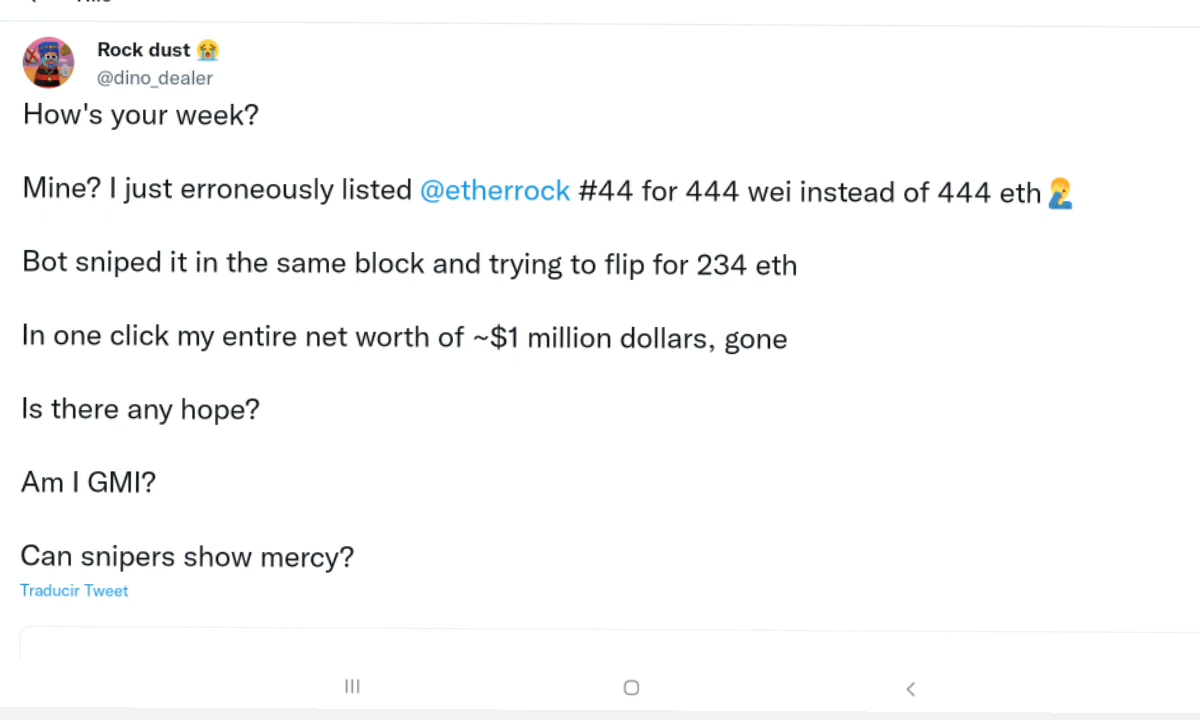 Rock dust 😭
@dino_dealer
How's your week?
Mine? I just erroneously listed @etherrock #44 for 444 wei instead of 444 eth🤦‍♂️
Bot sniped it in the same block and trying to flip for 234 eth
In one click my entire net worth of ~$1 million dollars, gone
Is there any hope?
Am I GMI?
Can snipers show mercy?
Traducir Tweet